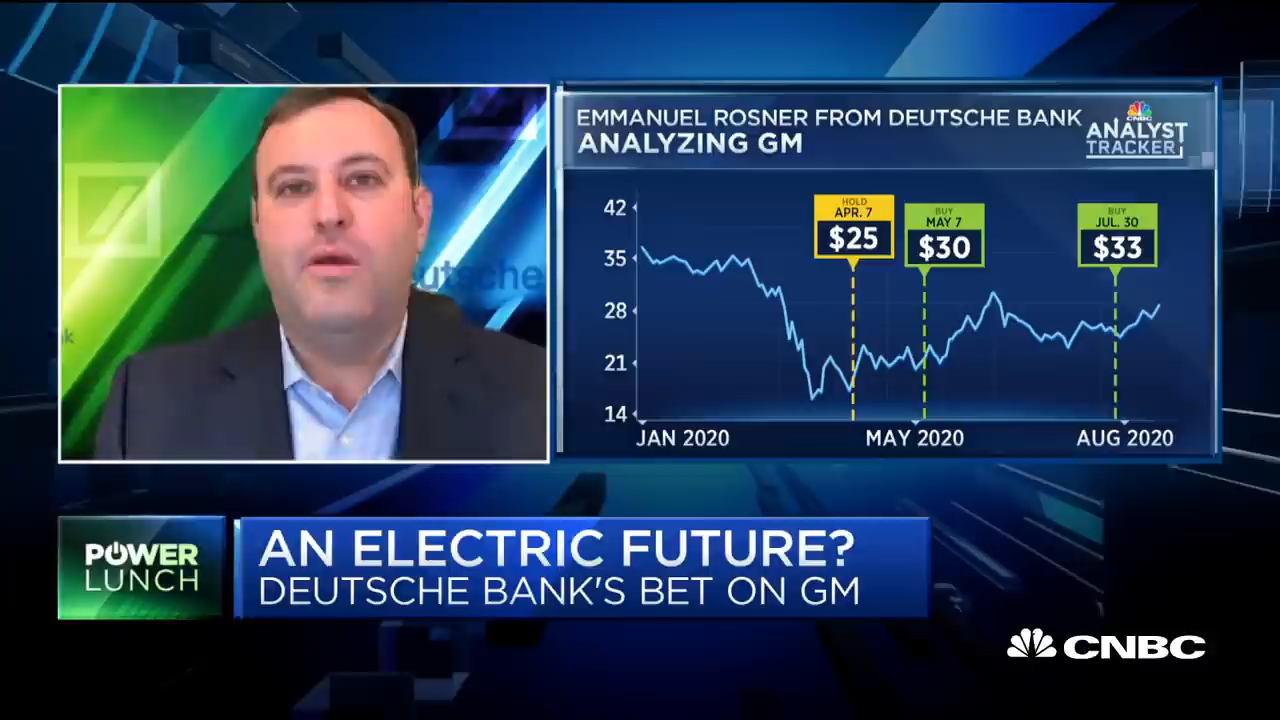 utsche
k
EMMANUEL ROSNER FROM DEUTSCHE BANK
ANALYZING GM
CNBC
ANALYST
TRACKER
42
35
28
21
14
HOLD
APR. 7
$25
BUY
MAY 7
$30
BUY
JUL. 30
$33
JAN 2020
MAY 2020
AUG 2020
POWER
LUNCH
AN ELECTRIC FUTURE?
DEUTSCHE BANK'S BET ON GM
CNBC